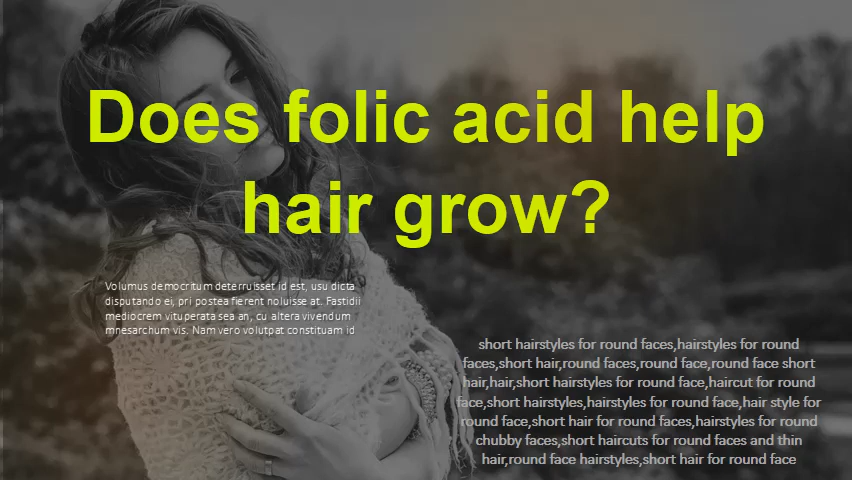 Does folic acid help
hair grow?
Volumus democritum deterruisset id est, usu dicta
disputando ei, pri postea fierent noluisse at. Fastidii
mediocrem vituperata sea an, cu altera vivendum
mnesarchum vis. Nam vero volutpat constituam id
short hairstyles for round faces,hairstyles for round
faces,short hair,round faces,round face,round face short
hair,hair,short hairstyles for round face,haircut for round
face,short hairstyles,hairstyles for round face,hair style for
round face,short hair for round faces,hairstyles for round
chubby faces,short haircuts for round faces and thin
hair,round face hairstyles,short hair for round face